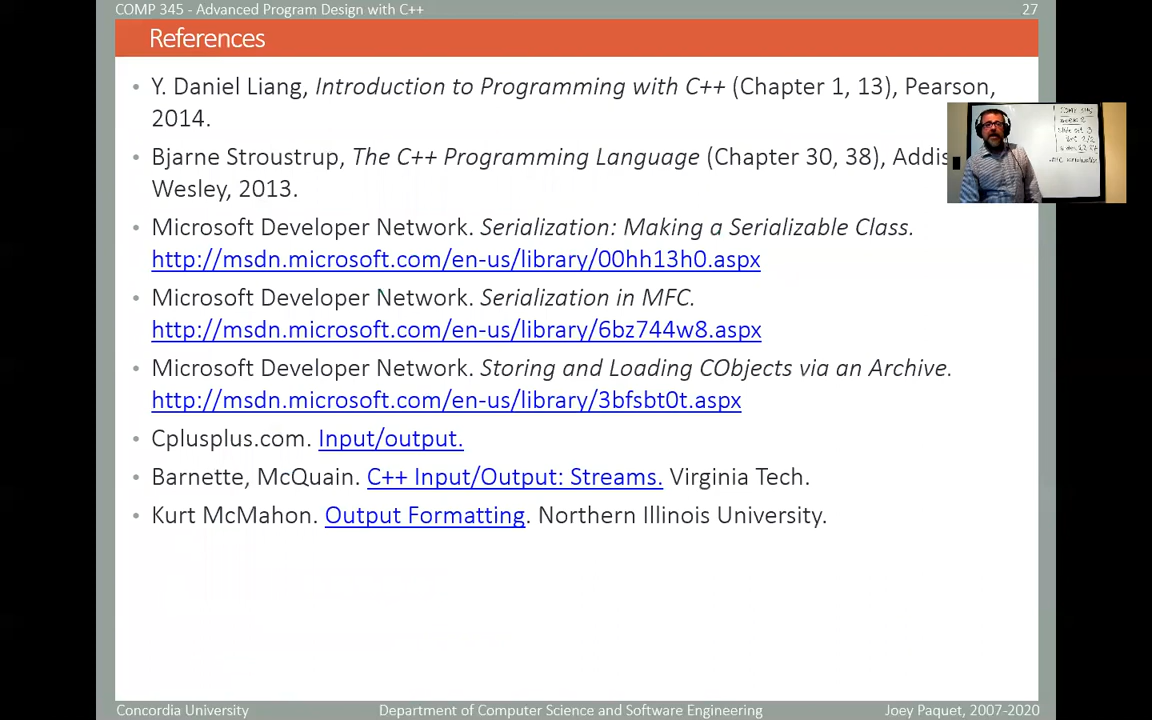 COMP 345 - Advanced Program Design with C++ 27
References
• Y. Daniel Liang, Introduction to Programming with C++ (Chapter 1, 13), Pearson,
2014.
• Bjarne Stroustrup, The C++ Programming Language (Chapter 30, 38), Addis
Wesley, 2013.
• Microsoft Developer Network. Serialization: Making a Serializable Class.
http://msdn.microsoft.com/en-us/library/00hh13h0.aspx
• Microsoft Developer Network. Serialization in MFC.
http://msdn.microsoft.com/en-us/library/6bz744w8.aspx
• Microsoft Developer Network. Storing and Loading CObjects via an Archive.
http://msdn.microsoft.com/en-us/library/3bfsbt0t.aspx
• Cplusplus.com. Input/output.
• Barnette, McQuain. C++ Input/Output: Streams. Virginia Tech.
• Kurt McMahon. Output Formatting. Northern Illinois University.
COMP 345
Concordia University Department of Computer Science and Software Engineering Joey Paquet, 2007-2020